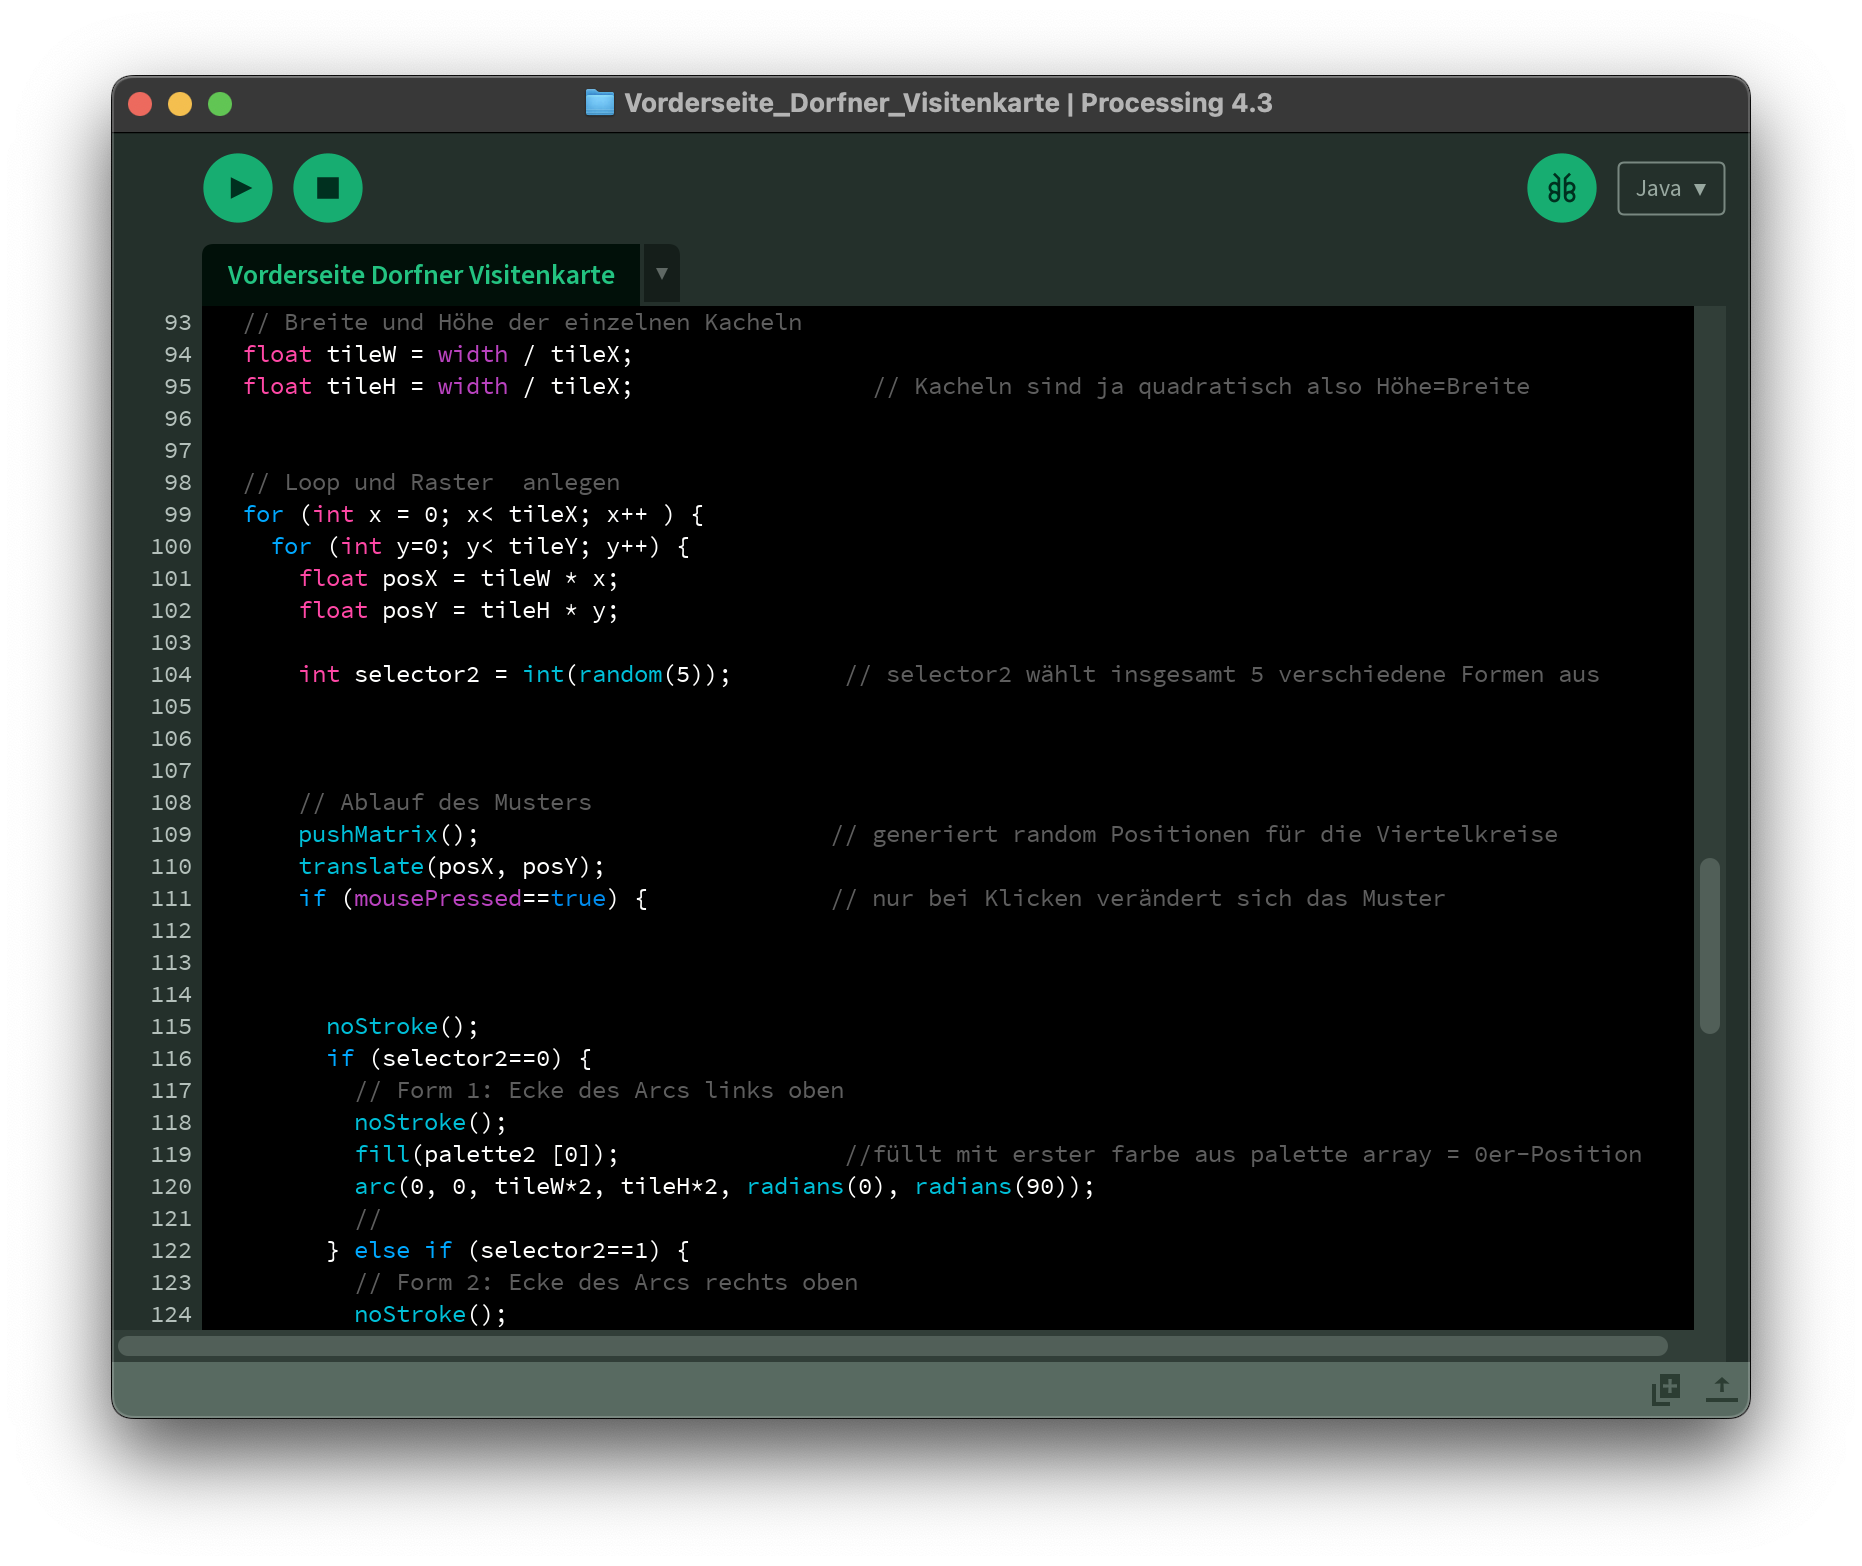 Vorderseite_Dorfner_Visitenkarte | Processing 4.3
Java ▼
Vorderseite Dorfner Visitenkarte ▼
93 // Breite und Höhe der einzelnen Kacheln
94 float tileW = width / tileX;
95 float tileH = width / tileX; // Kacheln sind ja quadratisch also Höhe=Breite
96
97
98 // Loop und Raster  anlegen
99 for (int x = 0; x< tileX; x++ ) {
100 for (int y=0; y< tileY; y++) {
101 float posX = tileW * x;
102 float posY = tileH * y;
103
104 int selector2 = int(random(5)); // selector2 wählt insgesamt 5 verschiedene Formen aus
105
106
107
108 // Ablauf des Musters
109 pushMatrix(); // generiert random Positionen für die Viertelkreise
110 translate(posX, posY);
111 if (mousePressed==true) { // nur bei Klicken verändert sich das Muster
112
113
114
115 noStroke();
116 if (selector2==0) {
117 // Form 1: Ecke des Arcs links oben
118 noStroke();
119 fill(palette2 [0]); //füllt mit erster farbe aus palette array = 0er-Position
120 arc(0, 0, tileW*2, tileH*2, radians(0), radians(90));
121 //
122 } else if (selector2==1) {
123 // Form 2: Ecke des Arcs rechts oben
124 noStroke();